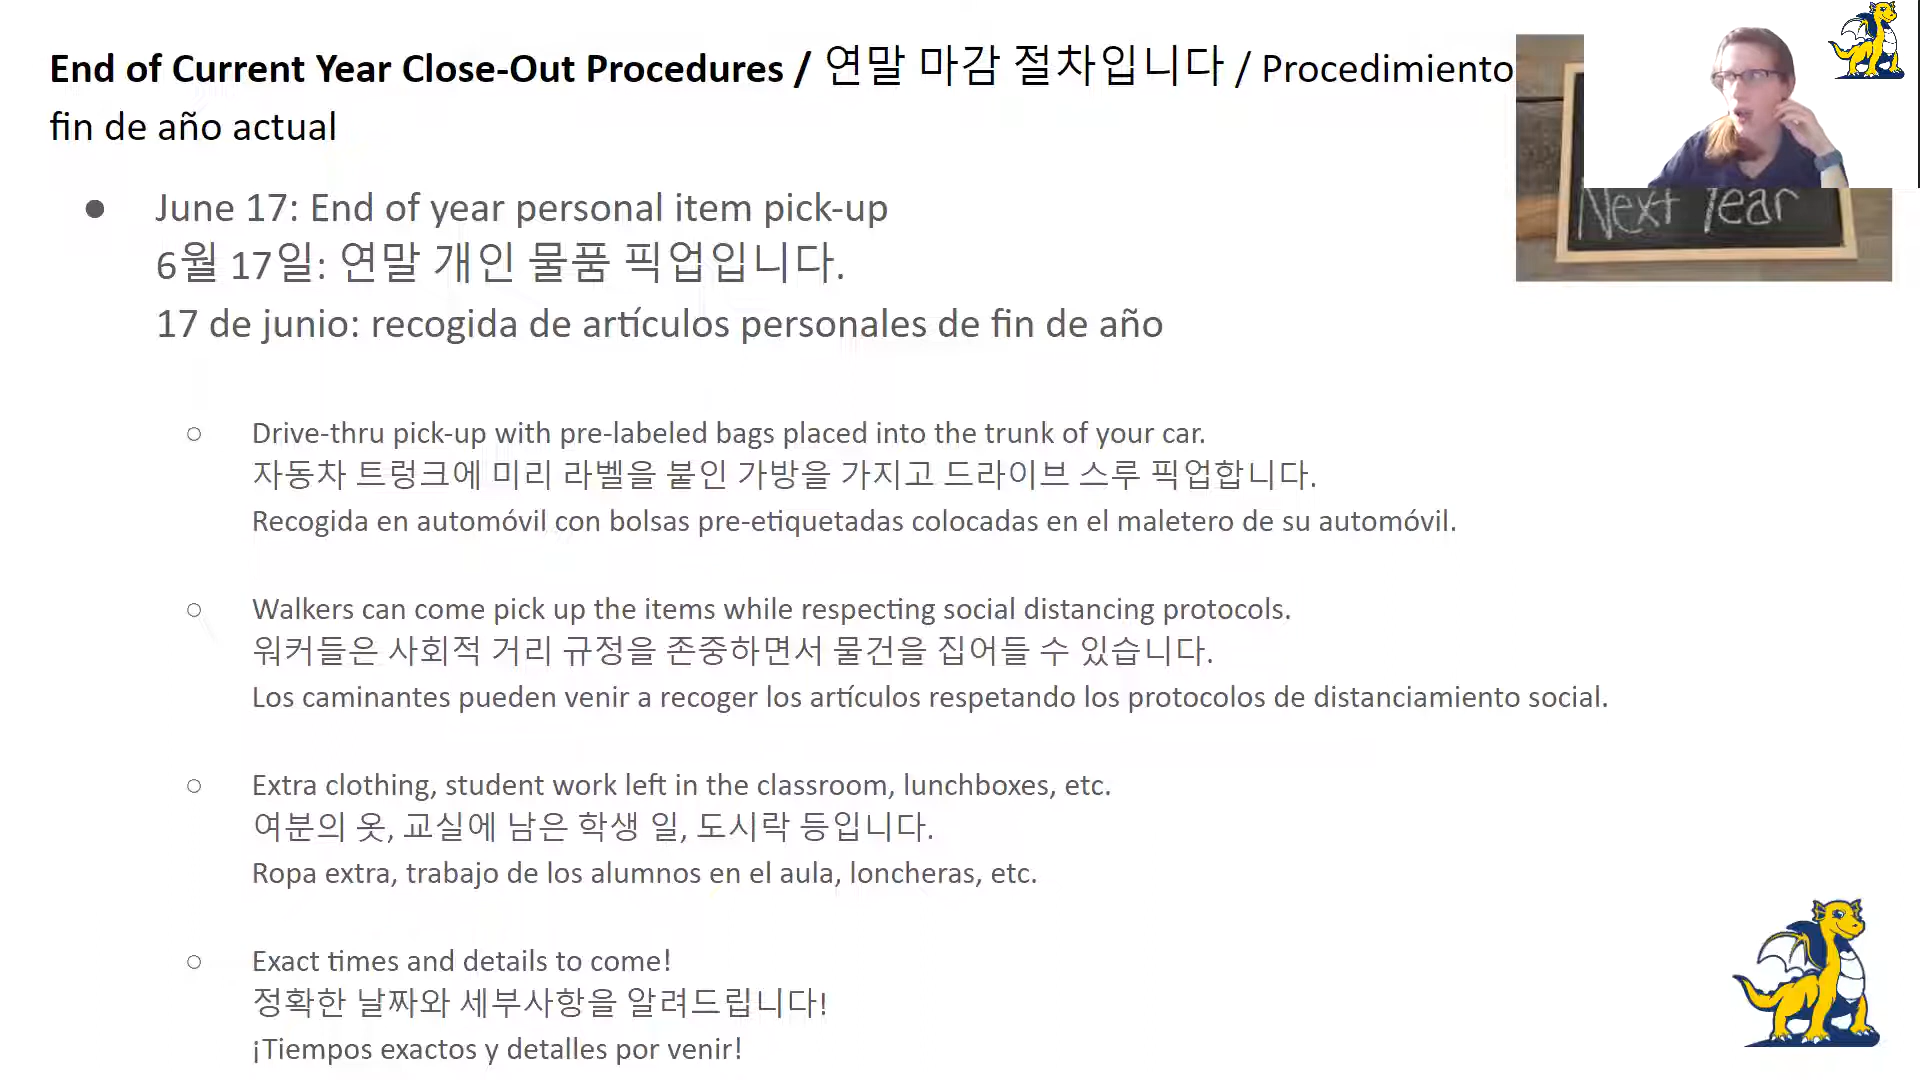 End of Current Year Close-Out Procedures / 연말 마감 절차입니다 / Procedimiento
fin de año actual
Next Year
● June 17: End of year personal item pick-up
6월 17일: 연말 개인 물품 픽업입니다.
17 de junio: recogida de artículos personales de fin de año
○ Drive-thru pick-up with pre-labeled bags placed into the trunk of your car.
자동차 트렁크에 미리 라벨을 붙인 가방을 가지고 드라이브 스루 픽업합니다.
Recogida en automóvil con bolsas pre-etiquetadas colocadas en el maletero de su automóvil.
○ Walkers can come pick up the items while respecting social distancing protocols.
워커들은 사회적 거리 규정을 존중하면서 물건을 집어들 수 있습니다.
Los caminantes pueden venir a recoger los artículos respetando los protocolos de distanciamiento social.
○ Extra clothing, student work left in the classroom, lunchboxes, etc.
여분의 옷, 교실에 남은 학생 일, 도시락 등입니다.
Ropa extra, trabajo de los alumnos en el aula, loncheras, etc.
○ Exact times and details to come!
정확한 날짜와 세부사항을 알려드립니다!
¡Tiempos exactos y detalles por venir!